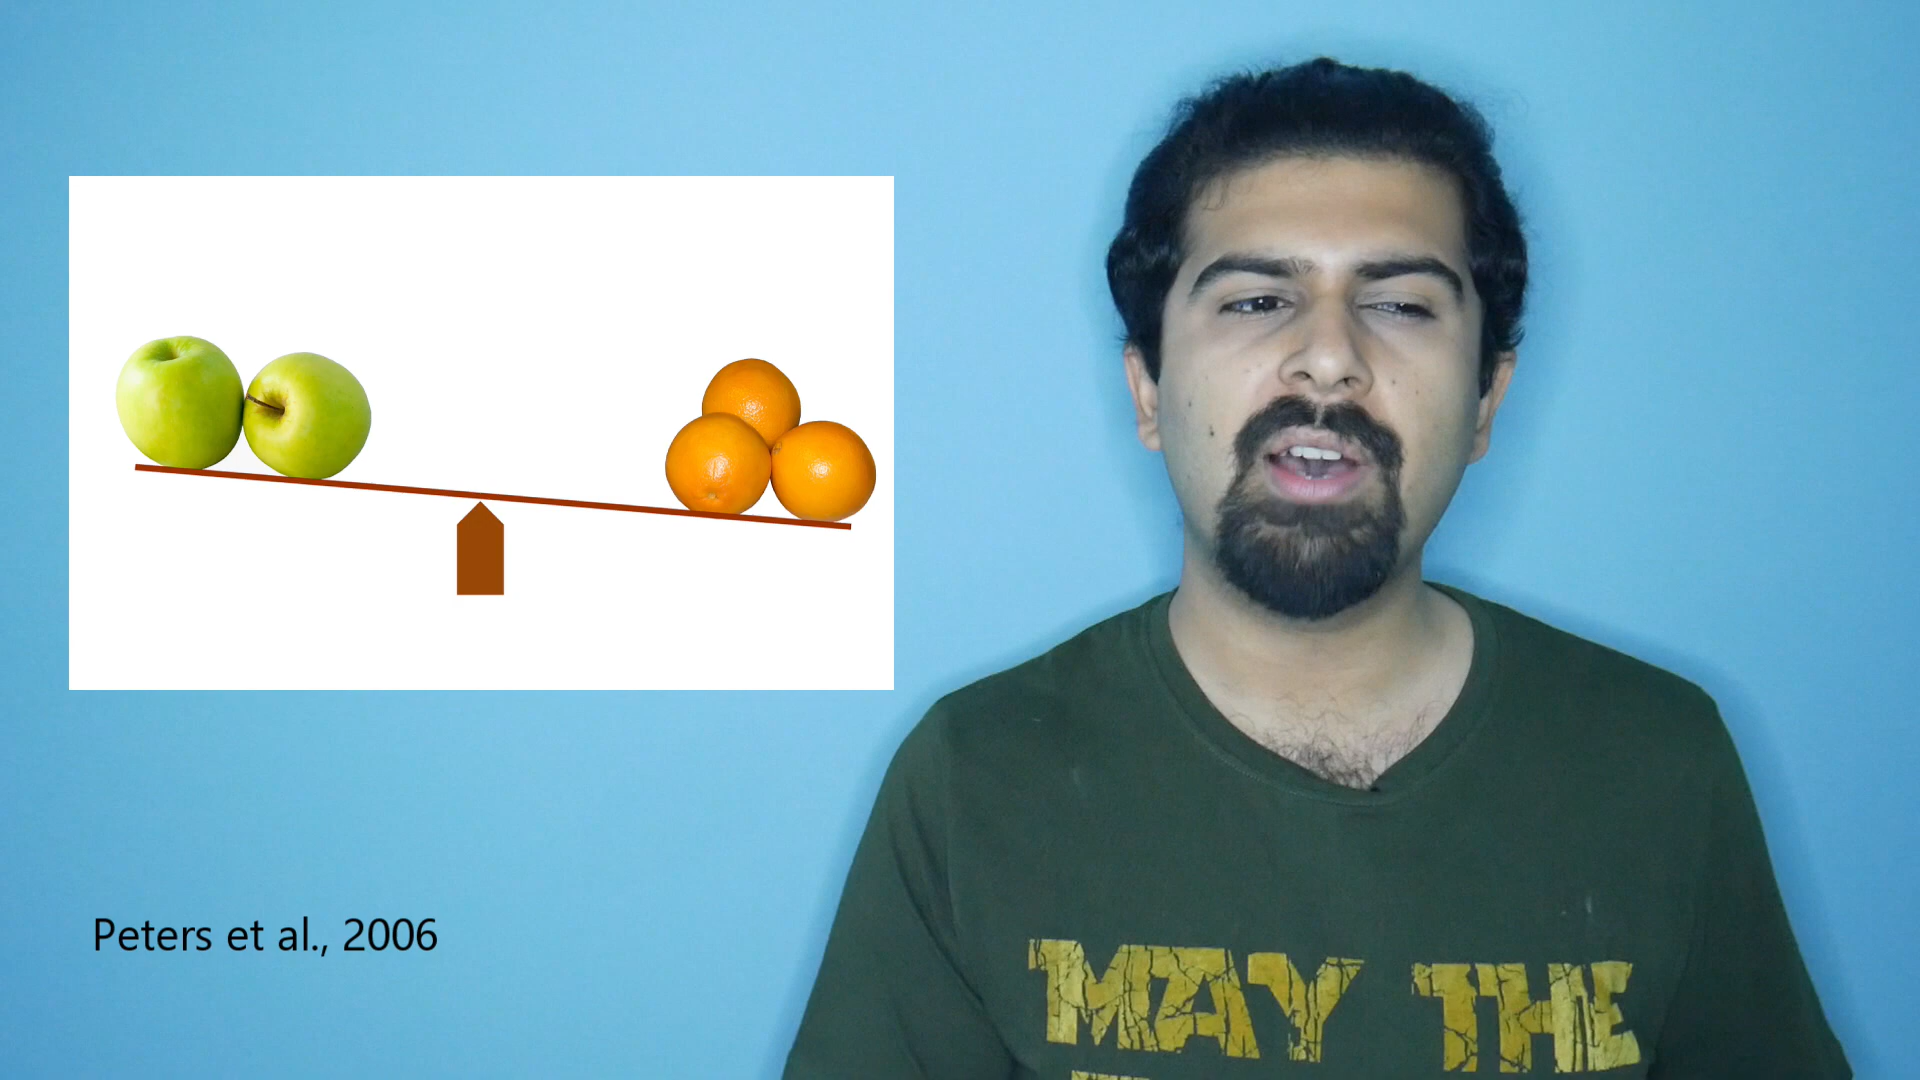 Peters et al., 2006
MAY THE